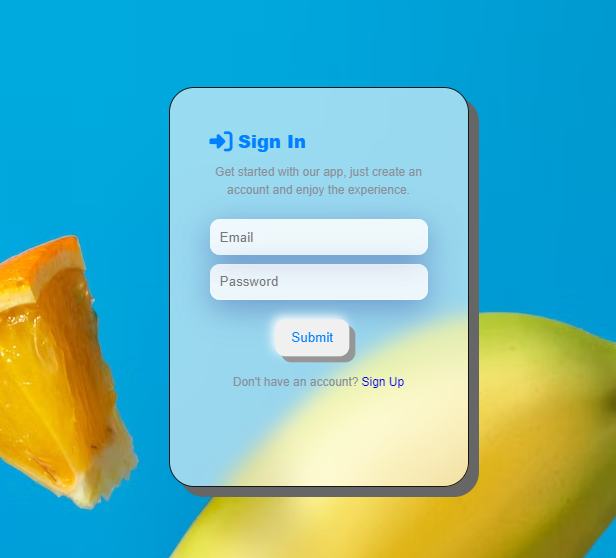 Sign In
Get started with our app, just create an
account and enjoy the experience.
Email
Password
Submit
Don't have an account? Sign Up